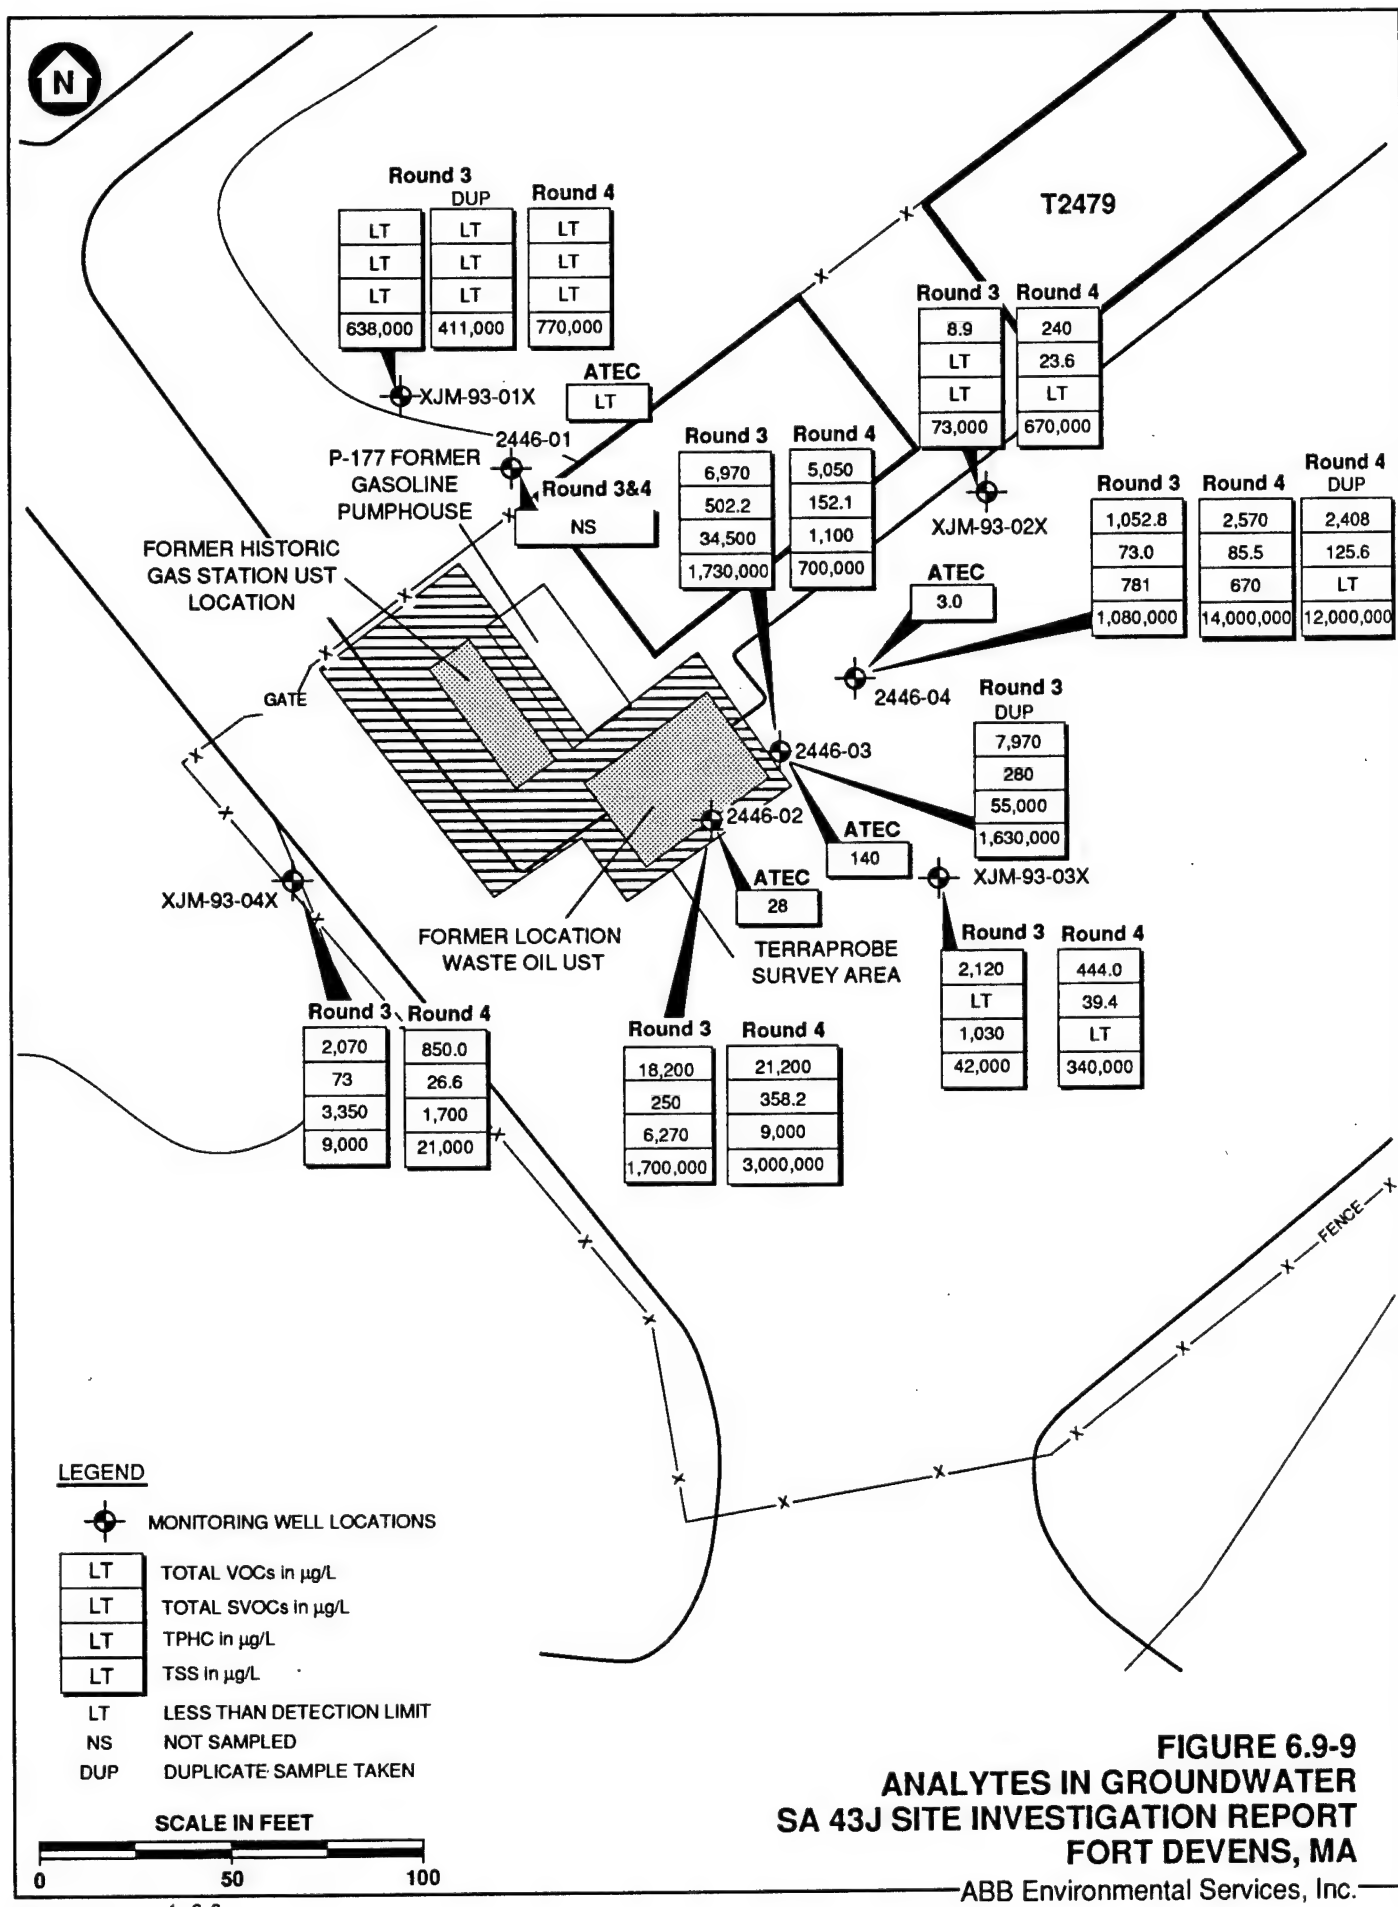 N
Round 3
DUP
Round 4
LT LT LT
LT LT LT
LT LT LT
638,000 411,000 770,000
XJM-93-01X
ATEC
LT
2446-01
P-177 FORMER
GASOLINE
PUMPHOUSE
Round 3&4
NS
FORMER HISTORIC
GAS STATION UST
LOCATION
GATE
T2479
Round 3 Round 4
8.9 240
LT 23.6
LT LT
73,000 670,000
XJM-93-02X
Round 3 Round 4
6,970 5,050
502.2 152.1
34,500 1,100
1,730,000 700,000
Round 3 Round 4 Round 4
DUP
1,052.8 2,570 2,408
73.0 85.5 125.6
781 670 LT
1,080,000 14,000,000 12,000,000
ATEC
3.0
2446-04
Round 3
DUP
7,970
280
55,000
1,630,000
2446-03
2446-02
ATEC
140
ATEC
28
XJM-93-03X
Round 3 Round 4
2,120 444.0
LT 39.4
1,030 LT
42,000 340,000
XJM-93-04X
FORMER LOCATION
WASTE OIL UST
TERRAPROBE
SURVEY AREA
Round 3 Round 4
2,070 850.0
73 26.6
3,350 1,700
9,000 21,000
Round 3 Round 4
18,200 21,200
250 358.2
6,270 9,000
1,700,000 3,000,000
FENCE
LEGEND
MONITORING WELL LOCATIONS
LT TOTAL VOCs in µg/L
LT TOTAL SVOCs in µg/L
LT TPHC in µg/L
LT TSS in µg/L
LT LESS THAN DETECTION LIMIT
NS NOT SAMPLED
DUP DUPLICATE SAMPLE TAKEN
SCALE IN FEET
0 50 100
FIGURE 6.9-9
ANALYTES IN GROUNDWATER
SA 43J SITE INVESTIGATION REPORT
FORT DEVENS, MA
ABB Environmental Services, Inc.